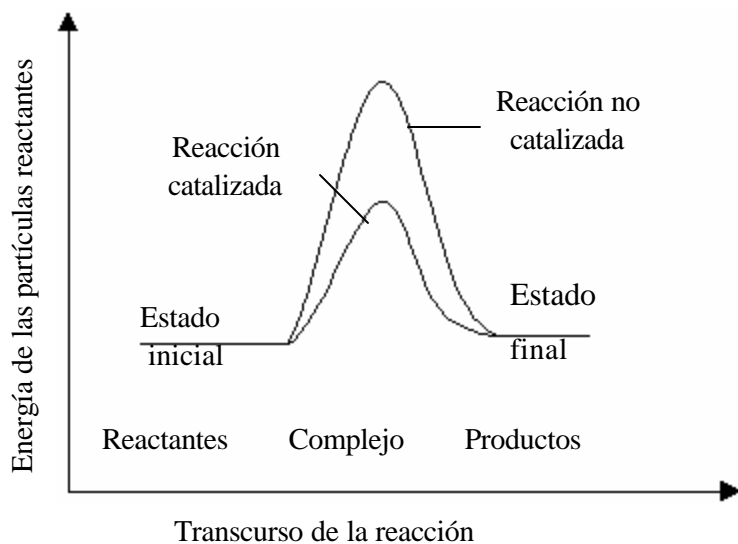 Energía de las partículas reactantes
Reacción no
catalizada
Reacción
catalizada
Estado
inicial
Estado
final
Reactantes
Complejo
Productos
Transcurso de la reacción